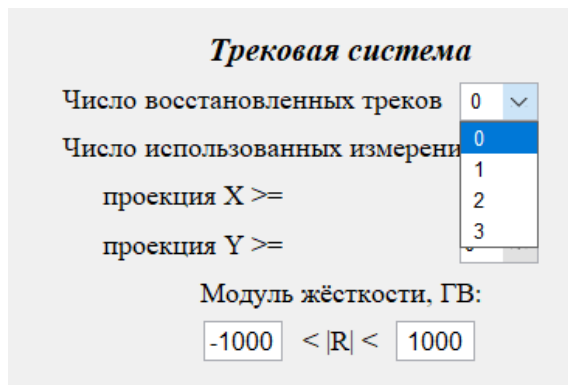 Трековая система
Число восстановленных треков 0
0
Число использованных измерени
1
проекция X >=
2
3
проекция Y >=
Модуль жёсткости, ГВ:
-1000 < |R| < 1000